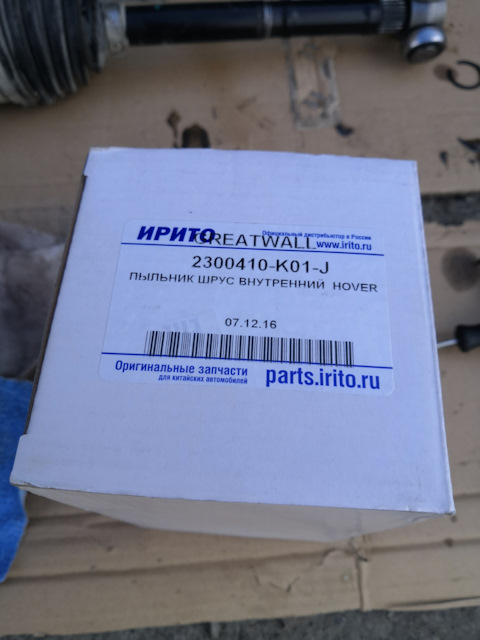 ИРИТО
Официальный дистрибьютор в России
GREATWALL
www.irito.ru
2300410-K01-J
ПЫЛЬНИК ШРУС ВНУТРЕННИЙ HOVER
07.12.16
Оригинальные запчасти
для китайских автомобилей
parts.irito.ru